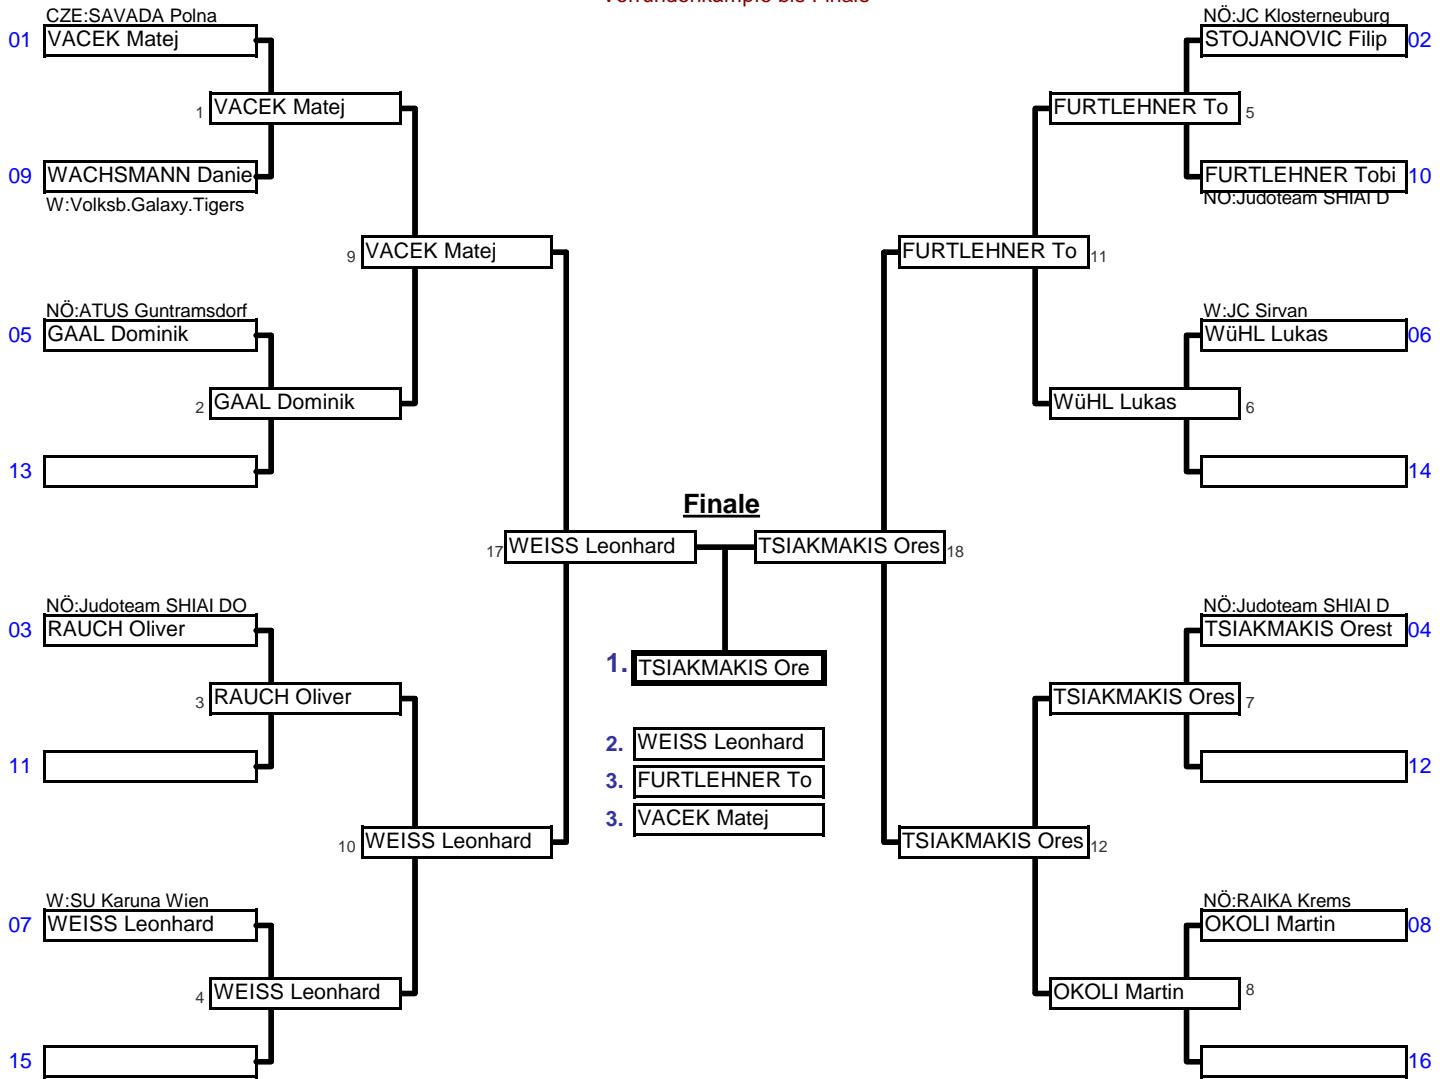 Vorrundenkämpfe bis Finale
CZE:SAVADA Polna
01 VACEK Matej
1 VACEK Matej
09 WACHSMANN Danie
W:Volksb.Galaxy.Tigers
9 VACEK Matej
NÖ:ATUS Guntramsdorf
05 GAAL Dominik
2 GAAL Dominik
13
17 WEISS Leonhard
NÖ:Judoteam SHIAI DO
03 RAUCH Oliver
3 RAUCH Oliver
11
10 WEISS Leonhard
W:SU Karuna Wien
07 WEISS Leonhard
4 WEISS Leonhard
15
Finale
1. TSIAKMAKIS Ore
2. WEISS Leonhard
3. FURTLEHNER To
3. VACEK Matej
NÖ:JC Klosterneuburg
STOJANOVIC Filip 02
FURTLEHNER To 5
FURTLEHNER Tobi 10
NÖ:Judoteam SHIAI D
FURTLEHNER To 11
W:JC Sirvan
WüHL Lukas 06
WüHL Lukas 6
14
TSIAKMAKIS Ores 18
NÖ:Judoteam SHIAI D
TSIAKMAKIS Orest 04
TSIAKMAKIS Ores 7
12
TSIAKMAKIS Ores 12
NÖ:RAIKA Krems
OKOLI Martin 08
OKOLI Martin 8
16